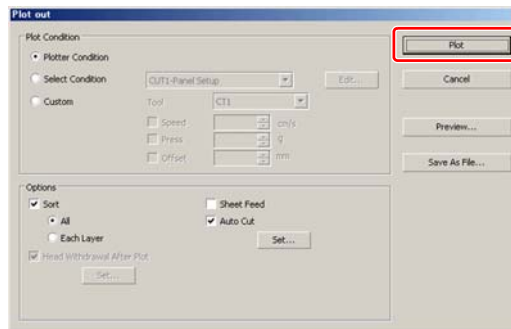 Plot out
Plot Condition
Plotter Condition
Select Condition
CUT1-Panel Setup
Edit...
Custom
Tool
CT1
Speed
cm/s
Press
g
Offset
mm
Plot
Cancel
Preview...
Save As File...
Options
Sort
Sheet Feed
All
Auto Cut
Each Layer
Set...
Head Withdrawal After Plot
Set...